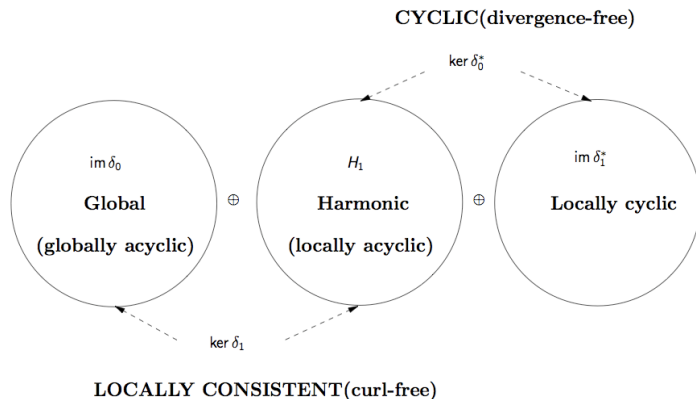 CYCLIC(divergence-free)
ker δ₀*
im δ₀
H₁
im δ₁*
Global
⊕
Harmonic
⊕
Locally cyclic
(globally acyclic)
(locally acyclic)
ker δ₁
LOCALLY CONSISTENT(curl-free)